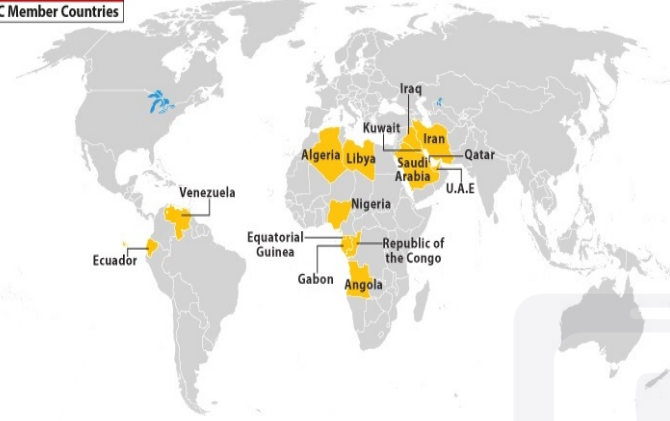 C Member Countries
Iraq
Kuwait
Iran
Algeria
Libya
Saudi
Arabia
Qatar
U.A.E
Venezuela
Nigeria
Equatorial
Guinea
Republic of
the Congo
Ecuador
Gabon
Angola